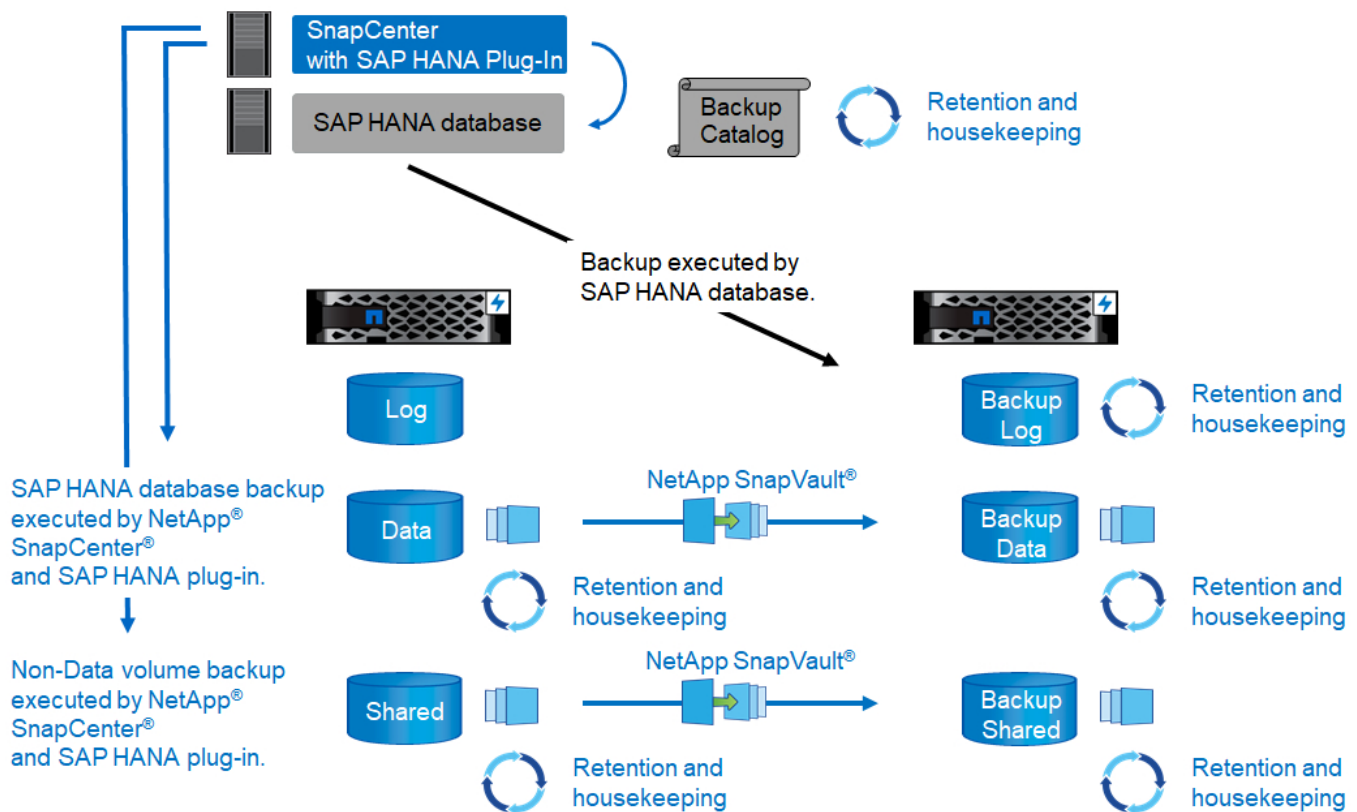 SnapCenter
with SAP HANA Plug-In
SAP HANA database
Backup
Catalog
Retention and
housekeeping
Backup executed by
SAP HANA database.
Log
Backup
Log
Retention and
housekeeping
SAP HANA database backup
executed by NetApp®
SnapCenter®
and SAP HANA plug-in.
Data
NetApp SnapVault®
Backup
Data
Retention and
housekeeping
Retention and
housekeeping
Non-Data volume backup
executed by NetApp®
SnapCenter®
and SAP HANA plug-in.
Shared
NetApp SnapVault®
Backup
Shared
Retention and
housekeeping
Retention and
housekeeping